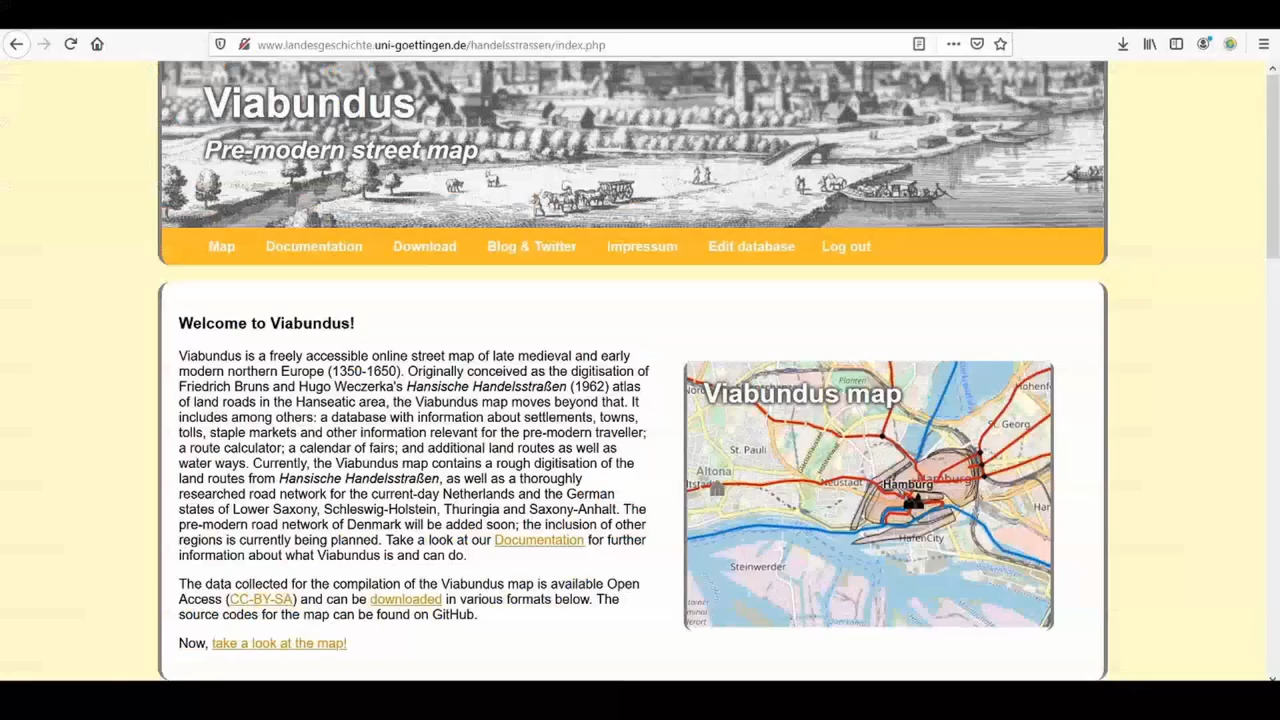 www.landesgeschichte.uni-goettingen.de/handelsstrassen/index.php
Viabundus
Pre-modern street map
Map Documentation Download Blog & Twitter Impressum Edit database Log out
Welcome to Viabundus!
Viabundus is a freely accessible online street map of late medieval and early
modern northern Europe (1350-1650). Originally conceived as the digitisation of
Friedrich Bruns and Hugo Weczerka's Hansische Handelsstraßen (1962) atlas
of land roads in the Hanseatic area, the Viabundus map moves beyond that. It
includes among others: a database with information about settlements, towns,
tolls, staple markets and other information relevant for the pre-modern traveller;
a route calculator; a calendar of fairs; and additional land routes as well as
water ways. Currently, the Viabundus map contains a rough digitisation of the
land routes from Hansische Handelsstraßen, as well as a thoroughly
researched road network for the current-day Netherlands and the German
states of Lower Saxony, Schleswig-Holstein, Thuringia and Saxony-Anhalt. The
pre-modern road network of Denmark will be added soon; the inclusion of other
regions is currently being planned. Take a look at our Documentation for further
information about what Viabundus is and can do.
The data collected for the compilation of the Viabundus map is available Open
Access (CC-BY-SA) and can be downloaded in various formats below. The
source codes for the map can be found on GitHub.
Now, take a look at the map!
Viabundus map
Planten
Hohenf
St. Georg
St. Pauli
Altona
Neustadt
Hamburg
Hamburg
Han
HafenCity
Steinwerder